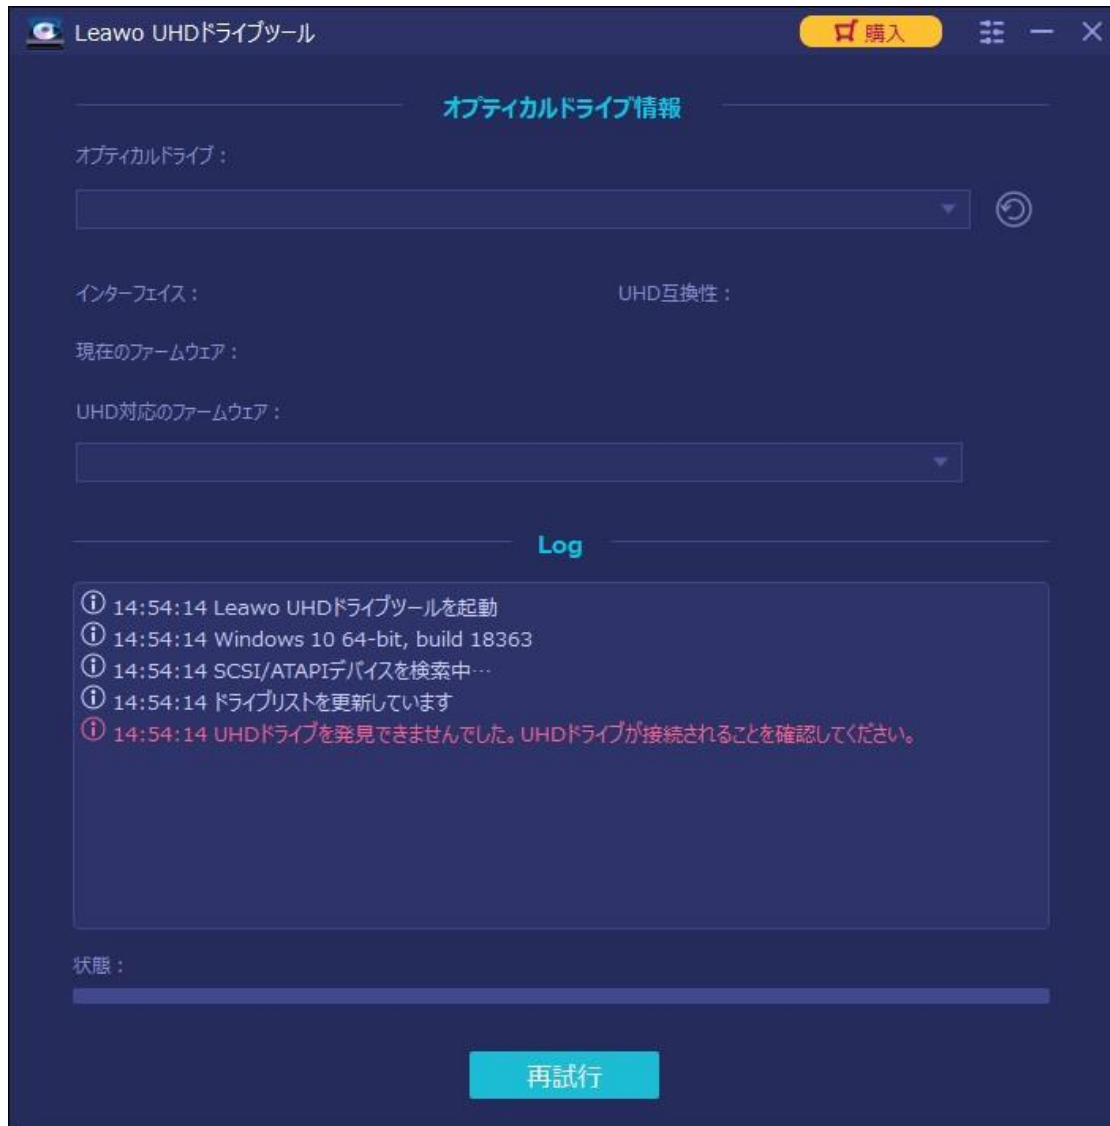 Leawo UHDドライブツール 購入
オプティカルドライブ情報
オプティカルドライブ：
インターフェイス： UHD互換性：
現在のファームウェア：
UHD対応のファームウェア：
Log
14:54:14 Leawo UHDドライブツールを起動
14:54:14 Windows 10 64-bit, build 18363
14:54:14 SCSI/ATAPIデバイスを検索中…
14:54:14 ドライブリストを更新しています
14:54:14 UHDドライブを発見できませんでした。UHDドライブが接続されることを確認してください。
状態：
再試行